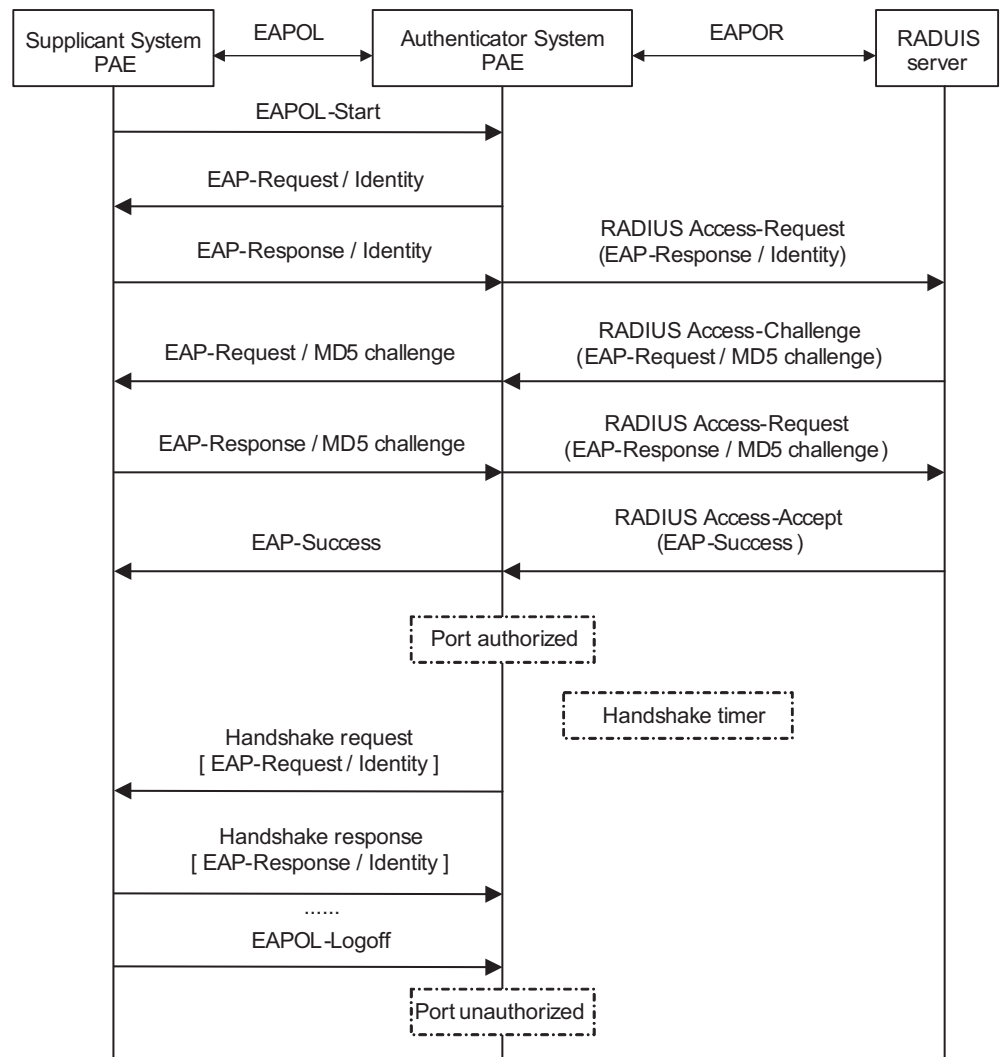 Supplicant System
PAE
EAPOL
Authenticator System
PAE
EAPOR
RADUIS
server
EAPOL-Start
EAP-Request / Identity
EAP-Response / Identity
RADIUS Access-Request
(EAP-Response / Identity)
EAP-Request / MD5 challenge
RADIUS Access-Challenge
(EAP-Request / MD5 challenge)
EAP-Response / MD5 challenge
RADIUS Access-Request
(EAP-Response / MD5 challenge)
EAP-Success
RADIUS Access-Accept
(EAP-Success)
Port authorized
Handshake timer
Handshake request
[ EAP-Request / Identity ]
Handshake response
[ EAP-Response / Identity ]
......
EAPOL-Logoff
Port unauthorized